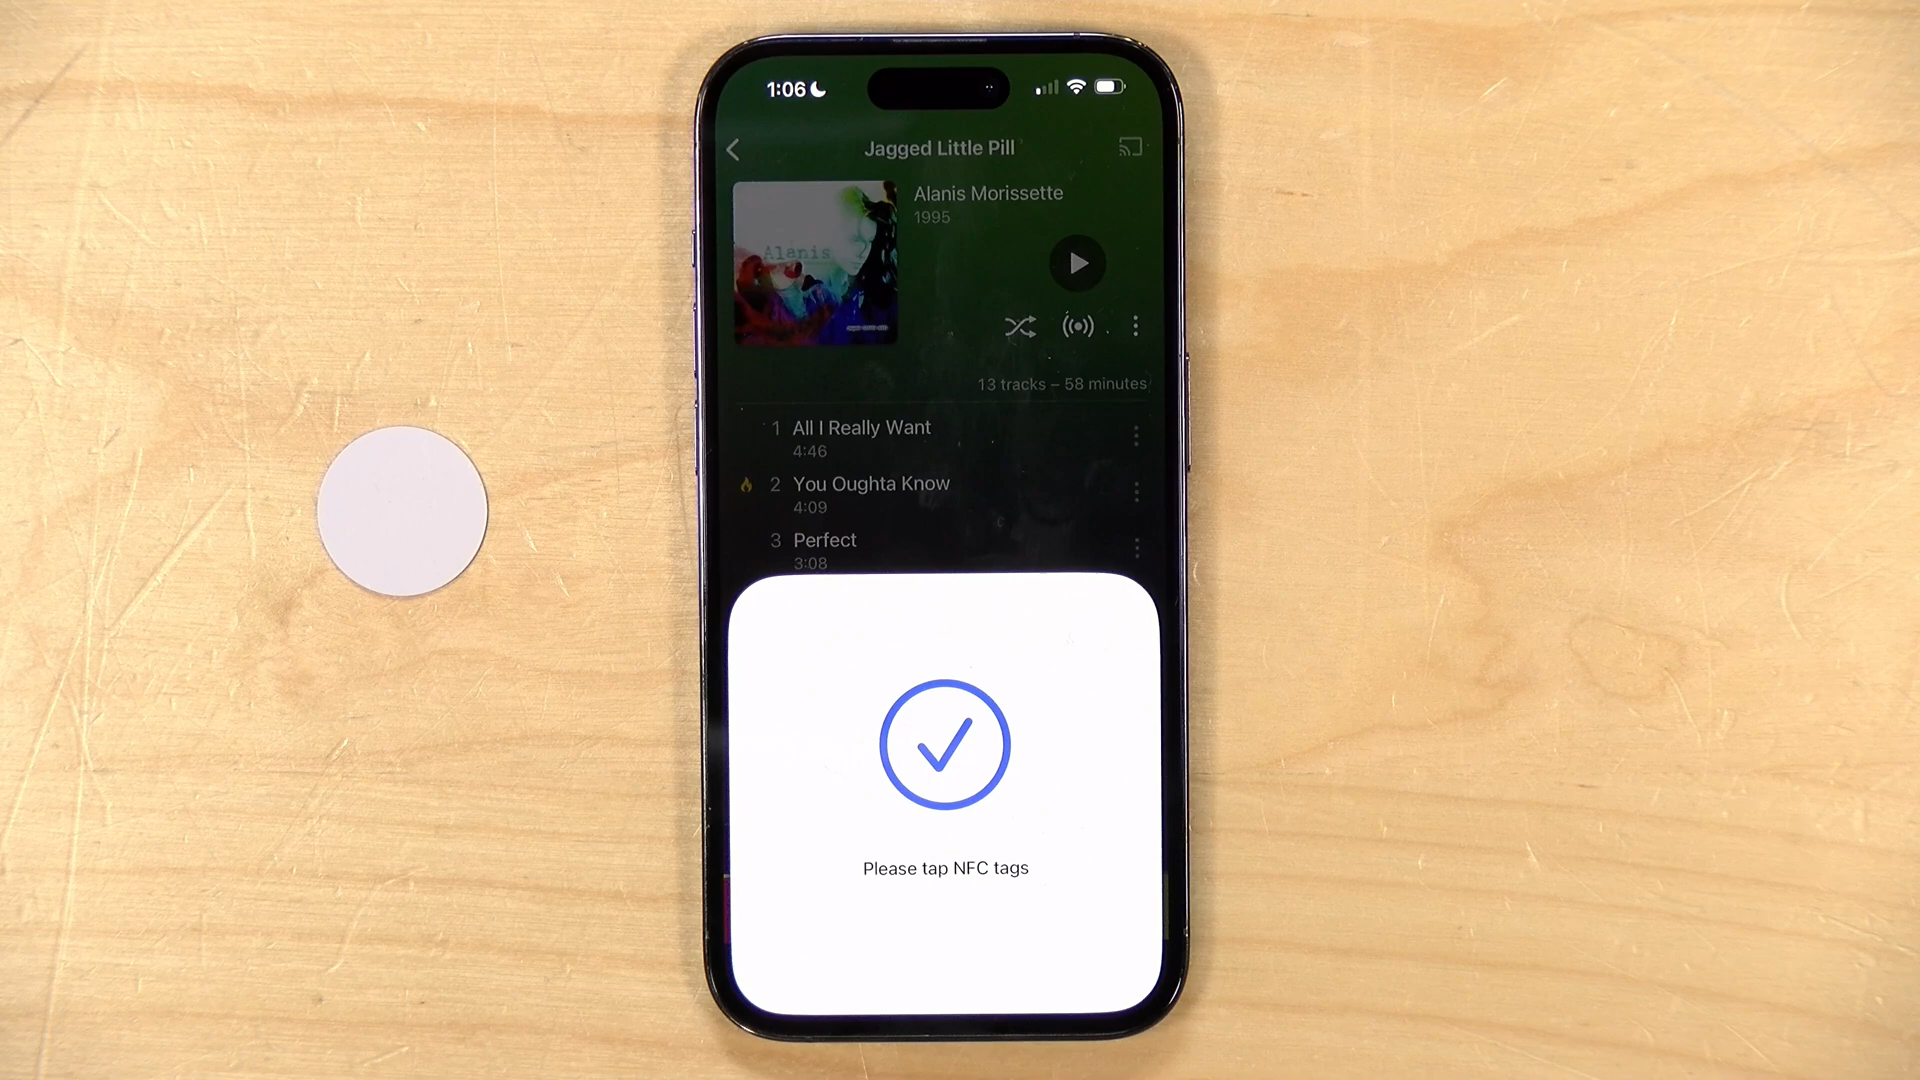 1:06
Jagged Little Pill
Alanis Morissette
1995
Alanis
13 tracks – 58 minutes
1 All I Really Want
4:46
2 You Oughta Know
4:09
3 Perfect
3:08
Please tap NFC tags